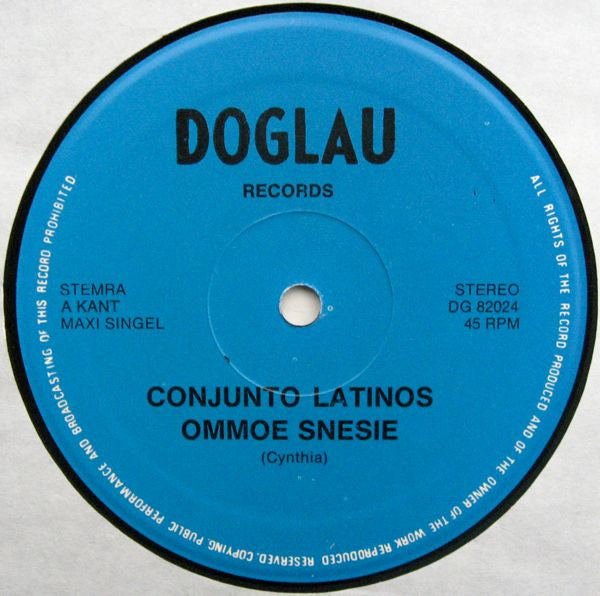 DOGLAU
RECORDS
STEMRA
A KANT
MAXI SINGEL
STEREO
DG 82024
45 RPM
CONJUNTO LATINOS
OMMOE SNESIE
(Cynthia)
ALL RIGHTS OF THE RECORD PRODUCED AND OF THE OWNER OF THE WORK REPRODUCED RESERVED. COPYING, PUBLIC PERFORMANCE AND BROADCASTING OF THIS RECORD PROHIBITED.